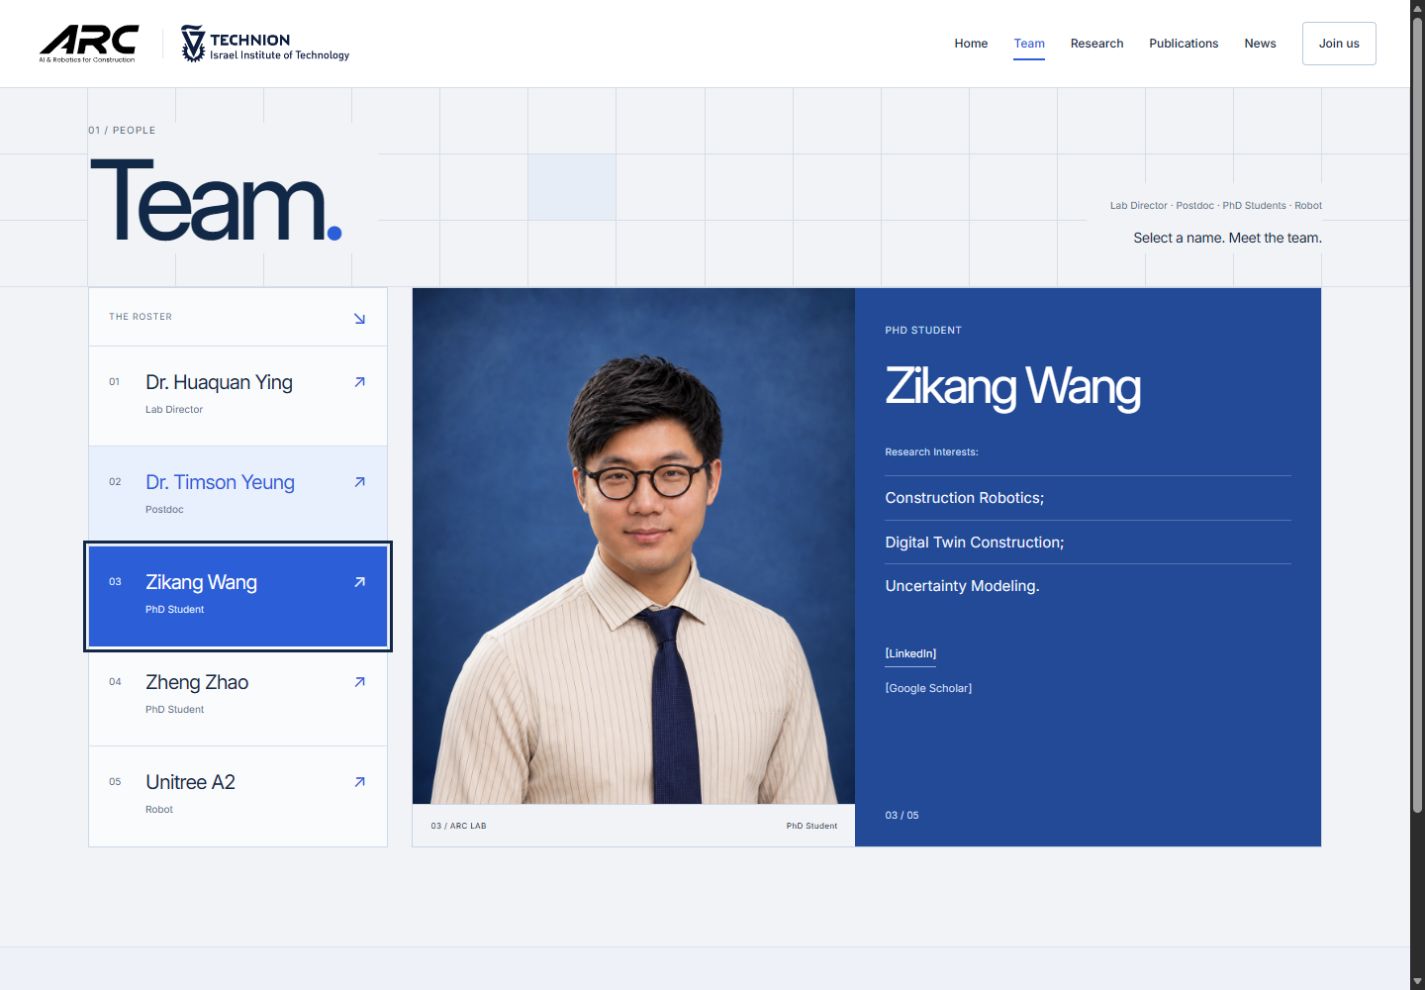 ARC
AI & Robotics for Construction
TECHNION
Israel Institute of Technology
Home
Team
Research
Publications
News
Join us
01 / PEOPLE
Team.
Lab Director · Postdoc · PhD Students · Robot
Select a name. Meet the team.
THE ROSTER
01
Dr. Huaquan Ying
Lab Director
02
Dr. Timson Yeung
Postdoc
03
Zikang Wang
PhD Student
04
Zheng Zhao
PhD Student
05
Unitree A2
Robot
03 / ARC LAB
PhD Student
PHD STUDENT
Zikang Wang
Research Interests:
Construction Robotics;
Digital Twin Construction;
Uncertainty Modeling.
[LinkedIn]
[Google Scholar]
03 / 05